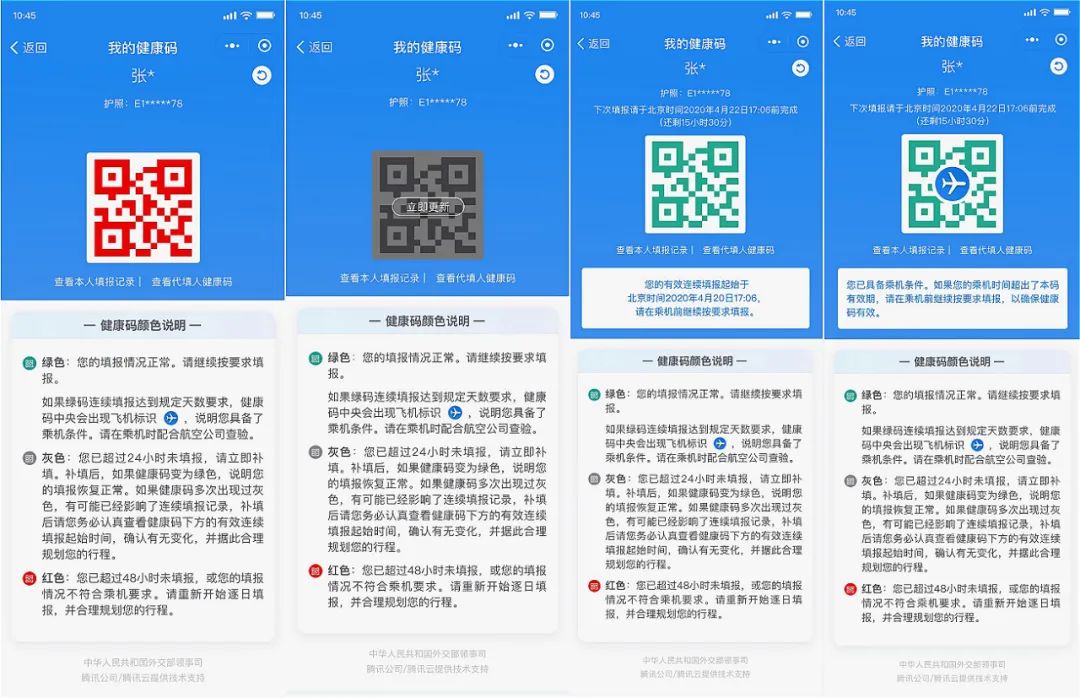 10:45
返回
我的健康码
张*
护照：E1*****78
查看本人填报记录 | 查看代填人健康码
— 健康码颜色说明 —
绿色：您的填报情况正常。请继续按要求填
报。
如果绿码连续填报达到规定天数要求，健康
码中央会出现飞机标识 ，说明您具备了
乘机条件。请在乘机时配合航空公司查验。
灰色：您已超过24小时未填报，请立即补
填。补填后，如果健康码变为绿色，说明您
的填报恢复正常。如果健康码多次出现过灰
色，有可能已经影响了连续填报记录，补填
后请您务必认真查看健康码下方的有效连续
填报起始时间，确认有无变化，并据此合理
规划您的行程。
红色：您已超过48小时未填报，或您的填报
情况不符合乘机要求。请重新开始逐日填
报，并合理规划您的行程。
中华人民共和国外交部领事司
腾讯公司/腾讯云提供技术支持
10:45
返回
我的健康码
张*
护照：E1*****78
立即更新
查看本人填报记录 | 查看代填人健康码
— 健康码颜色说明 —
绿色：您的填报情况正常。请继续按要求填
报。
如果绿码连续填报达到规定天数要求，健康
码中央会出现飞机标识 ，说明您具备了
乘机条件。请在乘机时配合航空公司查验。
灰色：您已超过24小时未填报，请立即补
填。补填后，如果健康码变为绿色，说明您
的填报恢复正常。如果健康码多次出现过灰
色，有可能已经影响了连续填报记录，补填
后请您务必认真查看健康码下方的有效连续
填报起始时间，确认有无变化，并据此合理
规划您的行程。
红色：您已超过48小时未填报，或您的填报
情况不符合乘机要求。请重新开始逐日填
报，并合理规划您的行程。
中华人民共和国外交部领事司
腾讯公司/腾讯云提供技术支持
10:45
返回
我的健康码
张*
护照：E1*****78
下次填报请于北京时间2020年4月22日17:06前完成
（还剩15小时30分）
查看本人填报记录 | 查看代填人健康码
您的有效连续填报起始于
北京时间2020年4月20日17:06，
请在乘机前继续按要求填报。
— 健康码颜色说明 —
绿色：您的填报情况正常。请继续按要求填
报。
如果绿码连续填报达到规定天数要求，健康
码中央会出现飞机标识 ，说明您具备了
乘机条件。请在乘机时配合航空公司查验。
灰色：您已超过24小时未填报，请立即补
填。补填后，如果健康码变为绿色，说明您
的填报恢复正常。如果健康码多次出现过灰
色，有可能已经影响了连续填报记录，补填
后请您务必认真查看健康码下方的有效连续
填报起始时间，确认有无变化，并据此合理
规划您的行程。
红色：您已超过48小时未填报，或您的填报
情况不符合乘机要求。请重新开始逐日填
报，并合理规划您的行程。
中华人民共和国外交部领事司
腾讯公司/腾讯云提供技术支持
10:45
返回
我的健康码
张*
护照：E1*****78
下次填报请于北京时间2020年4月22日17:06前完成
（还剩15小时30分）
查看本人填报记录 | 查看代填人健康码
您已具备乘机条件。如果您的乘机时间超出了本码
有效期，请在乘机前继续按要求填报，以确保健康
码有效。
— 健康码颜色说明 —
绿色：您的填报情况正常。请继续按要求填
报。
如果绿码连续填报达到规定天数要求，健康
码中央会出现飞机标识 ，说明您具备了
乘机条件。请在乘机时配合航空公司查验。
灰色：您已超过24小时未填报，请立即补
填。补填后，如果健康码变为绿色，说明您
的填报恢复正常。如果健康码多次出现过灰
色，有可能已经影响了连续填报记录，补填
后请您务必认真查看健康码下方的有效连续
填报起始时间，确认有无变化，并据此合理
规划您的行程。
红色：您已超过48小时未填报，或您的填报
情况不符合乘机要求。请重新开始逐日填
报，并合理规划您的行程。
中华人民共和国外交部领事司
腾讯公司/腾讯云提供技术支持